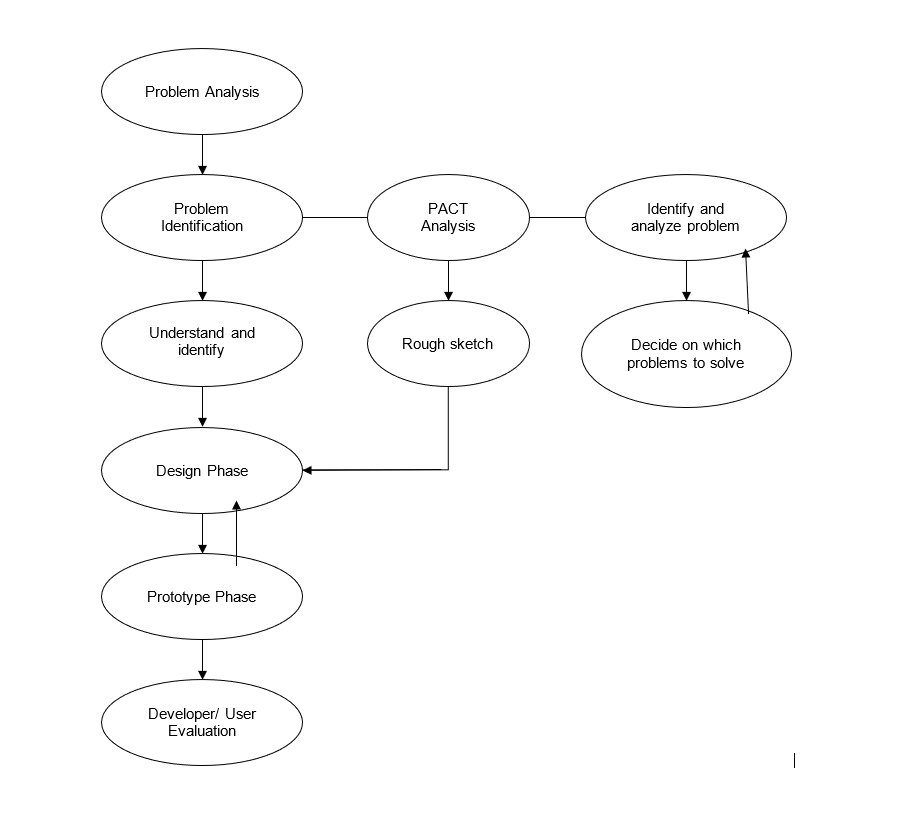 Problem Analysis
Problem
Identification
PACT
Analysis
Identify and
analyze problem
Understand and
identify
Rough sketch
Decide on which
problems to solve
Design Phase
Prototype Phase
Developer/ User
Evaluation